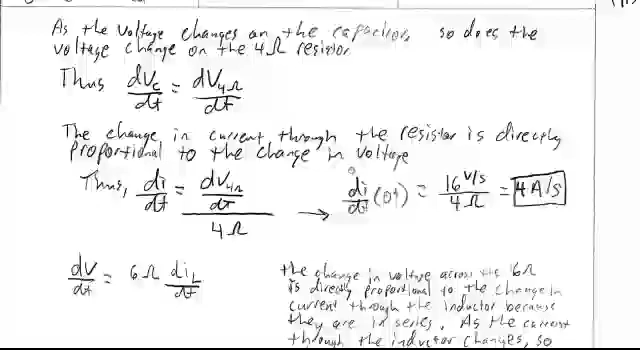 As the voltage changes on the capacitor, so does the
voltage change on the 4Ω resistor
Thus dVc/dt = dV4Ω/dt
The change in current through the resistor is directly
proportional to the change in voltage
Thus, di/dt = dV4Ω/dt / 4Ω → di/dt (0+) = 16 V/s / 4Ω = 4 A/s
dv/dt = 6Ω diL/dt
the change in voltage across the 6Ω
is directly proportional to the change in
current through the inductor because
they are in series. As the current
through the inductor changes, so